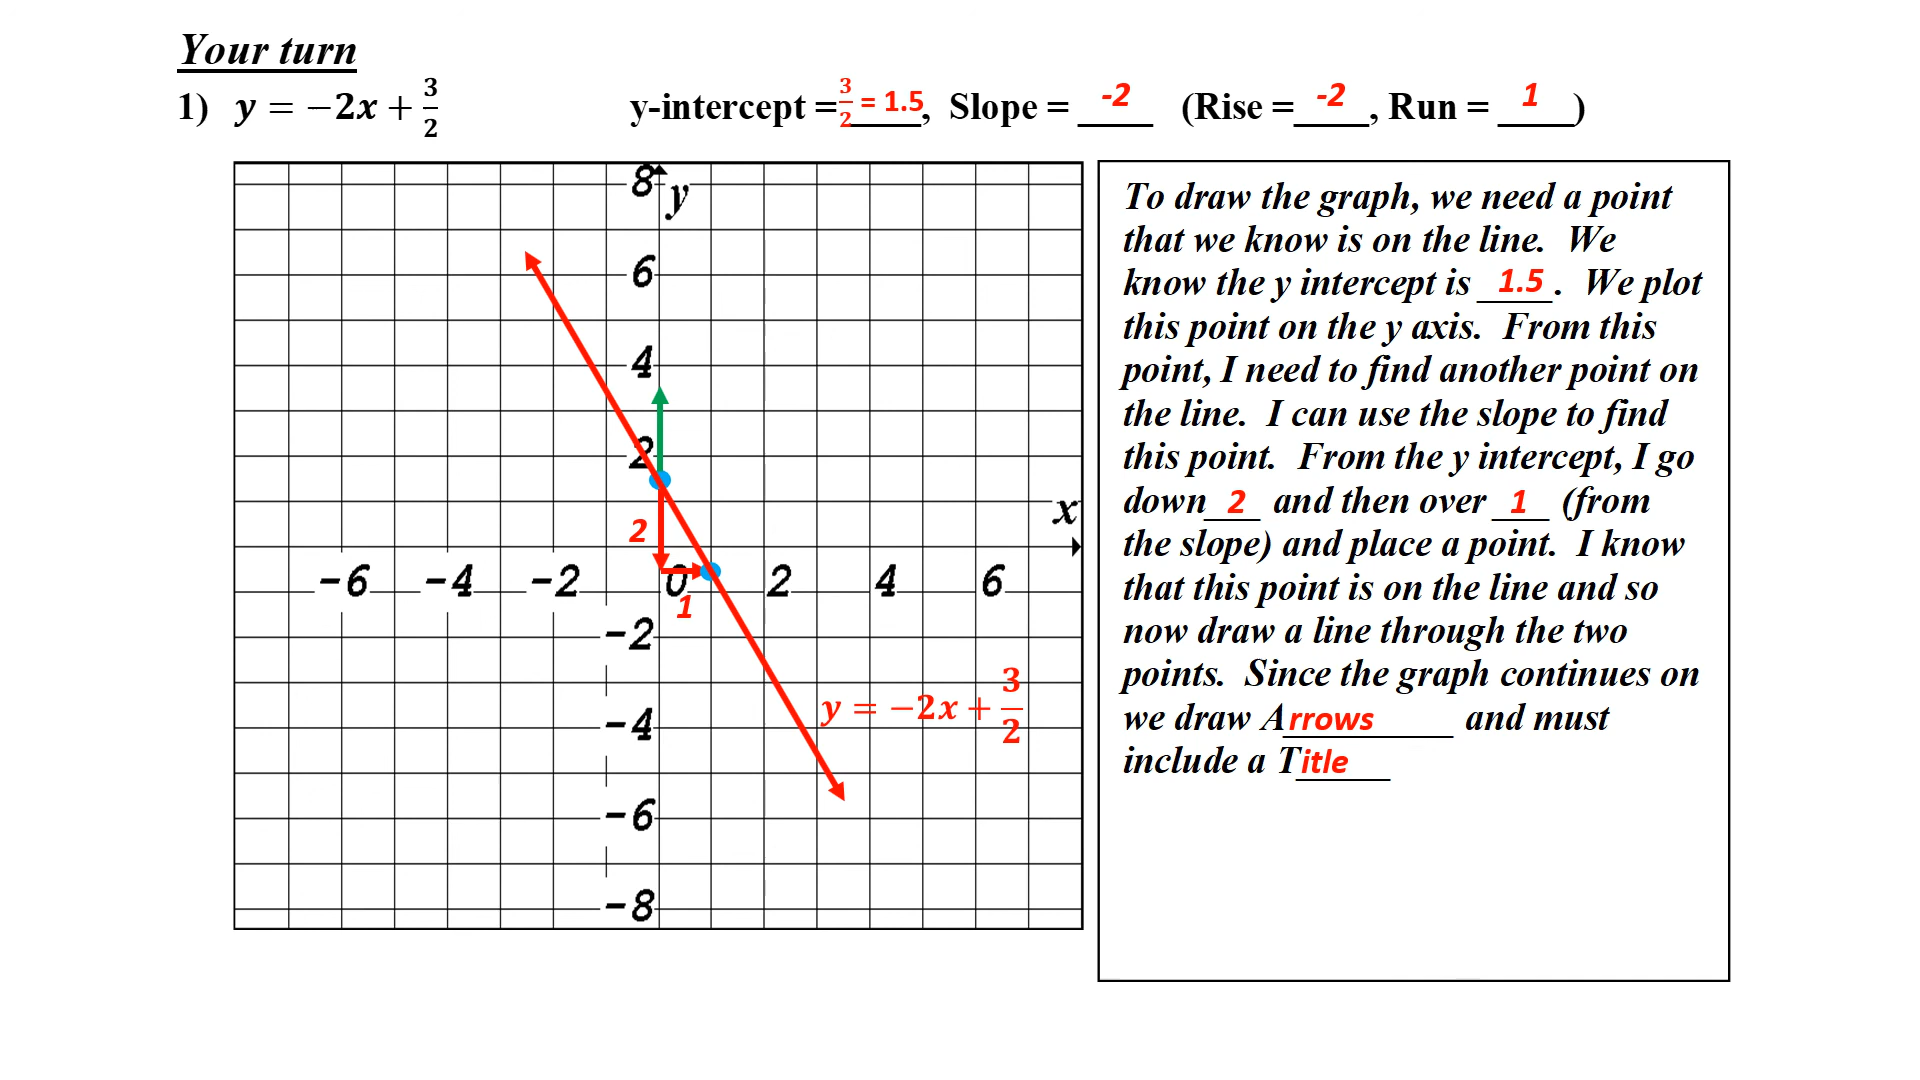 Your turn
1) y = −2x + 3/2 y-intercept = 3/2 = 1.5, Slope = -2 (Rise = -2, Run = 1)
8 y
6
4
2
x
-6 -4 -2 0 2 4 6
2
1
-2
-4
-6
-8
y = −2x + 3/2
To draw the graph, we need a point
that we know is on the line. We
know the y intercept is 1.5. We plot
this point on the y axis. From this
point, I need to find another point on
the line. I can use the slope to find
this point. From the y intercept, I go
down 2 and then over 1 (from
the slope) and place a point. I know
that this point is on the line and so
now draw a line through the two
points. Since the graph continues on
we draw Arrows and must
include a Title